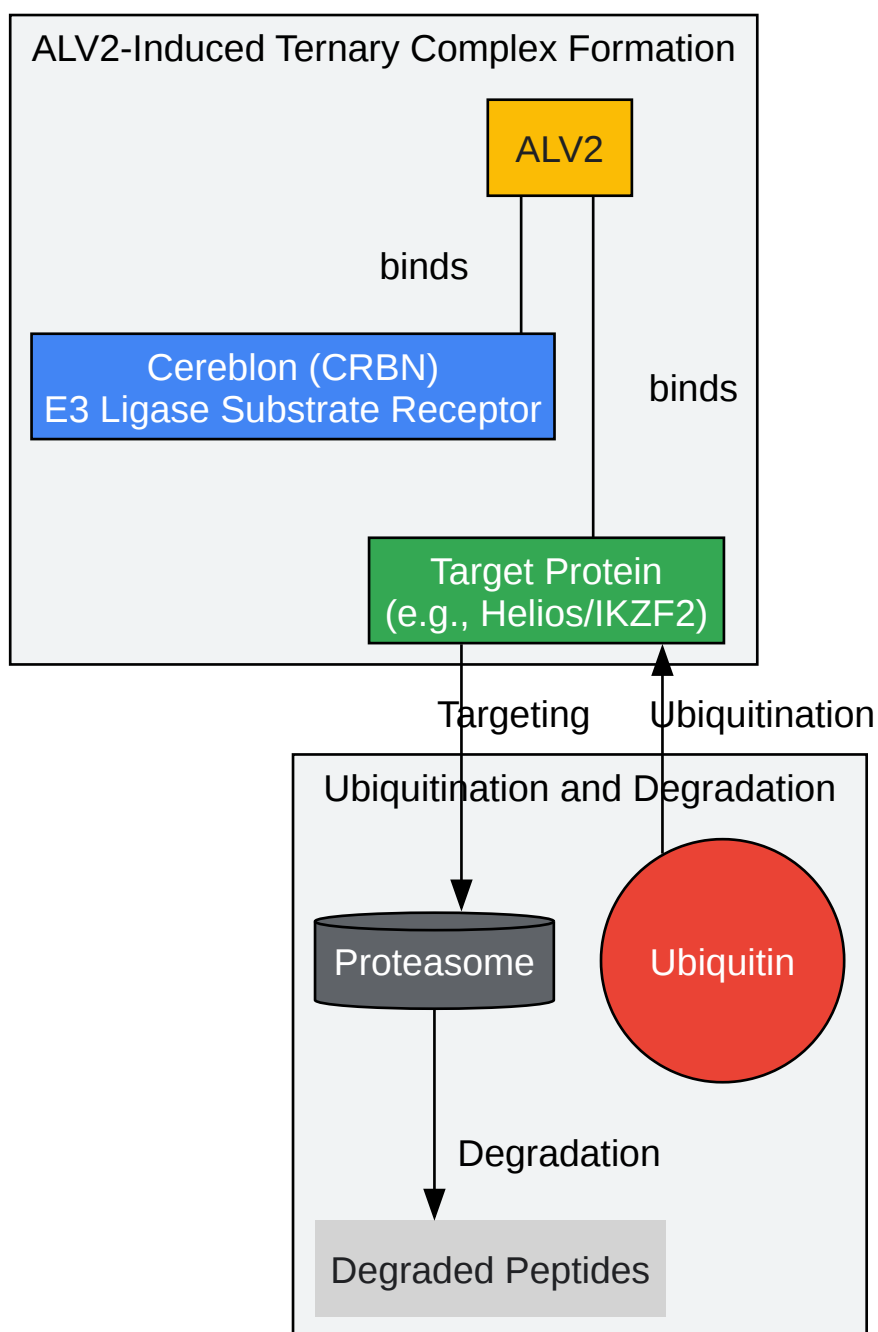 ALV2-Induced Ternary Complex Formation
ALV2
binds
Cereblon (CRBN)
E3 Ligase Substrate Receptor
binds
Target Protein
(e.g., Helios/IKZF2)
Targeting
Ubiquitination
Ubiquitination and Degradation
Proteasome
Ubiquitin
Degradation
Degraded Peptides